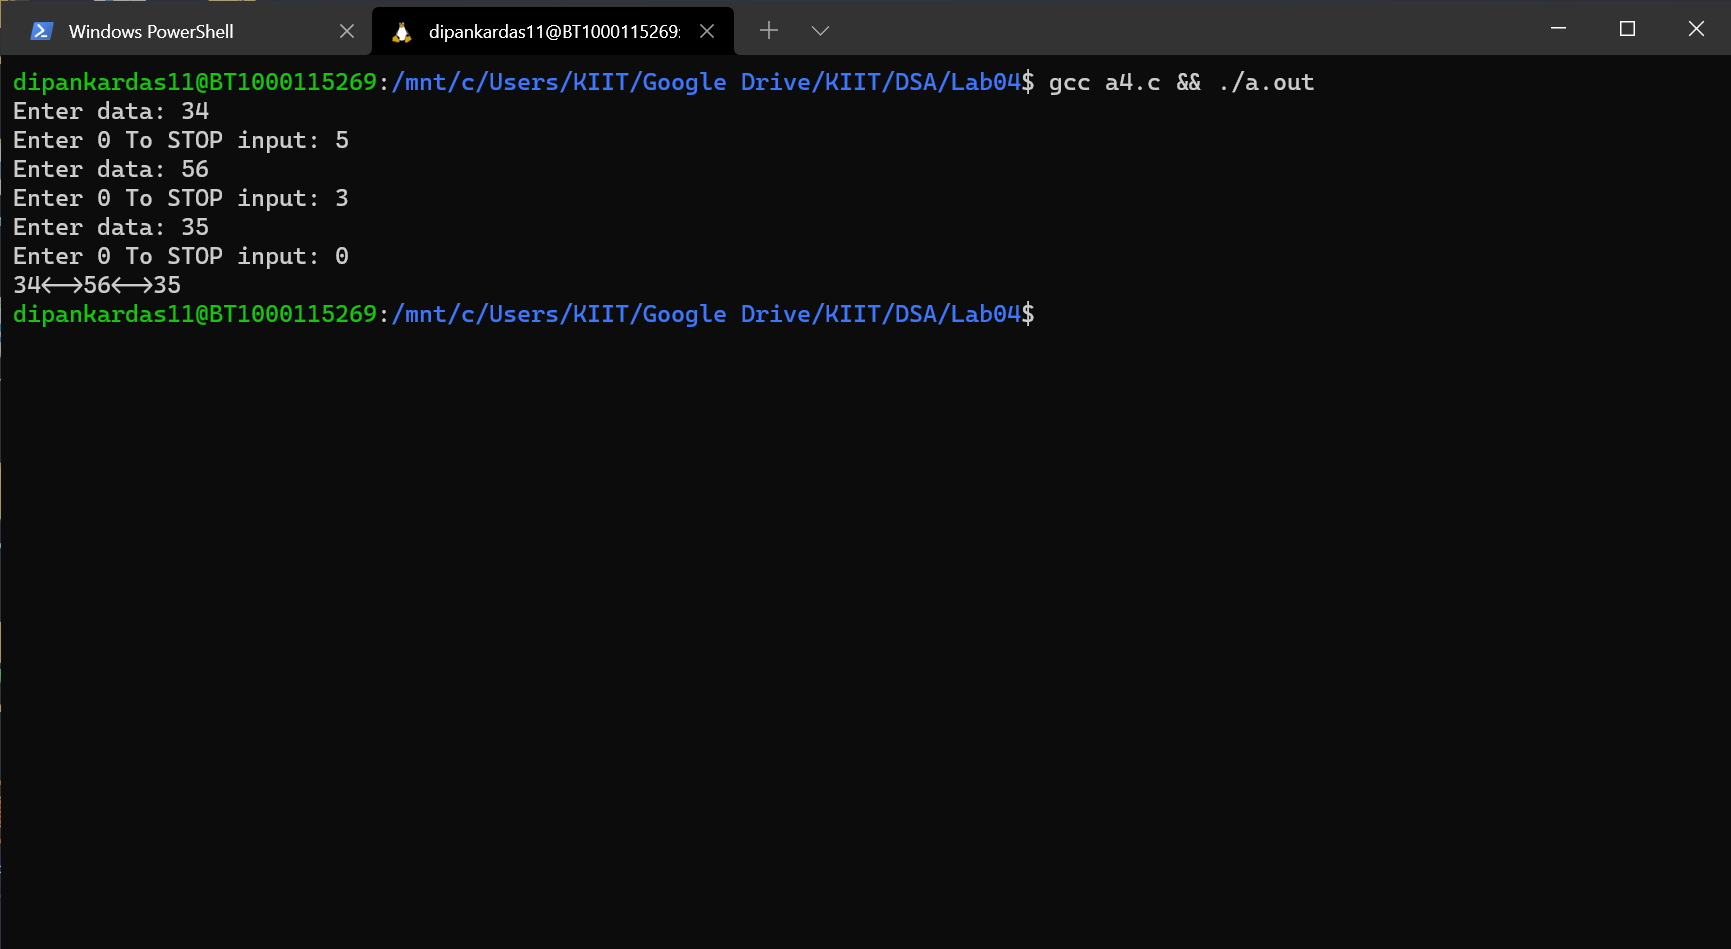 Windows PowerShell
dipankardas11@BT1000115269:
dipankardas11@BT1000115269:/mnt/c/Users/KIIT/Google Drive/KIIT/DSA/Lab04$ gcc a4.c && ./a.out
Enter data: 34
Enter 0 To STOP input: 5
Enter data: 56
Enter 0 To STOP input: 3
Enter data: 35
Enter 0 To STOP input: 0
34<-->56<-->35
dipankardas11@BT1000115269:/mnt/c/Users/KIIT/Google Drive/KIIT/DSA/Lab04$